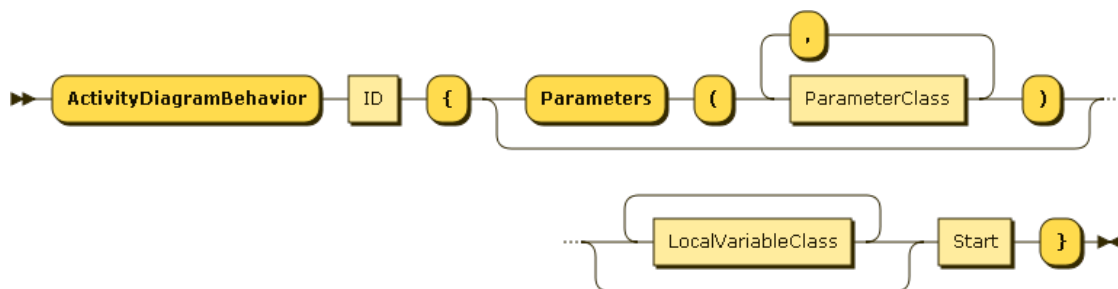 ,
ActivityDiagramBehavior ID { Parameters ( ParameterClass )
LocalVariableClass Start }